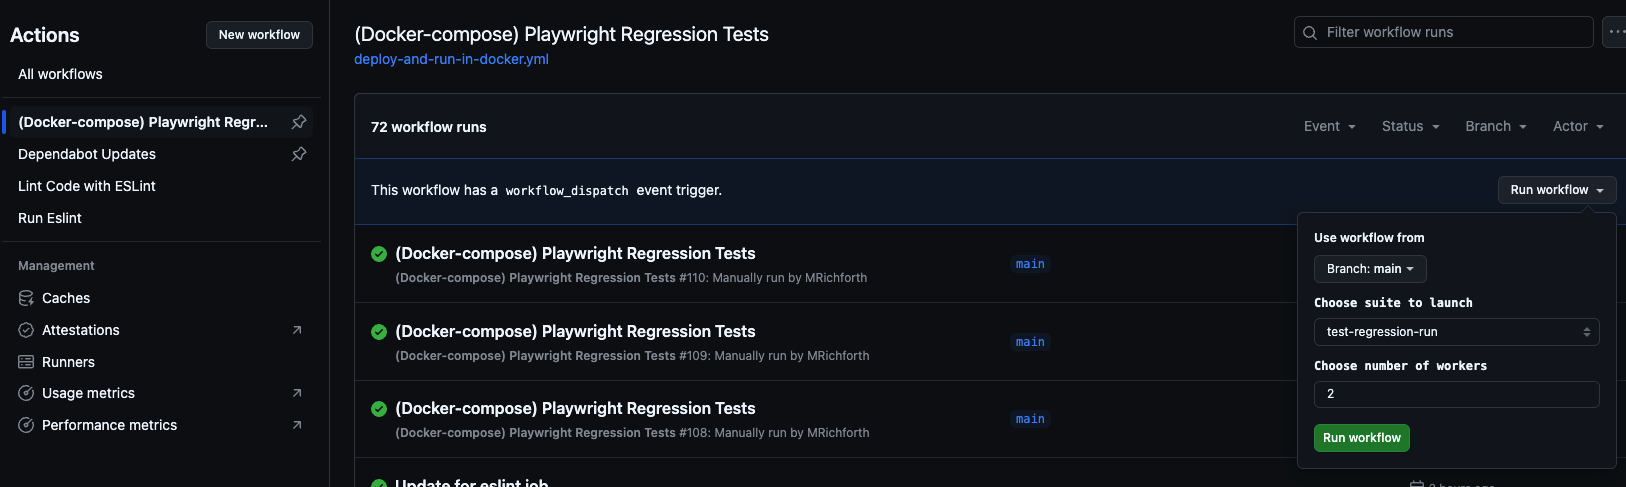 Actions
New workflow
All workflows
(Docker-compose) Playwright Regr...
Dependabot Updates
Lint Code with ESLint
Run Eslint
Management
Caches
Attestations
Runners
Usage metrics
Performance metrics
(Docker-compose) Playwright Regression Tests
deploy-and-run-in-docker.yml
Filter workflow runs
72 workflow runs
Event
Status
Branch
Actor
This workflow has a workflow_dispatch event trigger.
Run workflow
(Docker-compose) Playwright Regression Tests
(Docker-compose) Playwright Regression Tests #110: Manually run by MRichforth
main
(Docker-compose) Playwright Regression Tests
(Docker-compose) Playwright Regression Tests #109: Manually run by MRichforth
main
(Docker-compose) Playwright Regression Tests
(Docker-compose) Playwright Regression Tests #108: Manually run by MRichforth
main
Update for eslint job
2 hours ago
Use workflow from
Branch: main
Choose suite to launch
test-regression-run
Choose number of workers
2
Run workflow